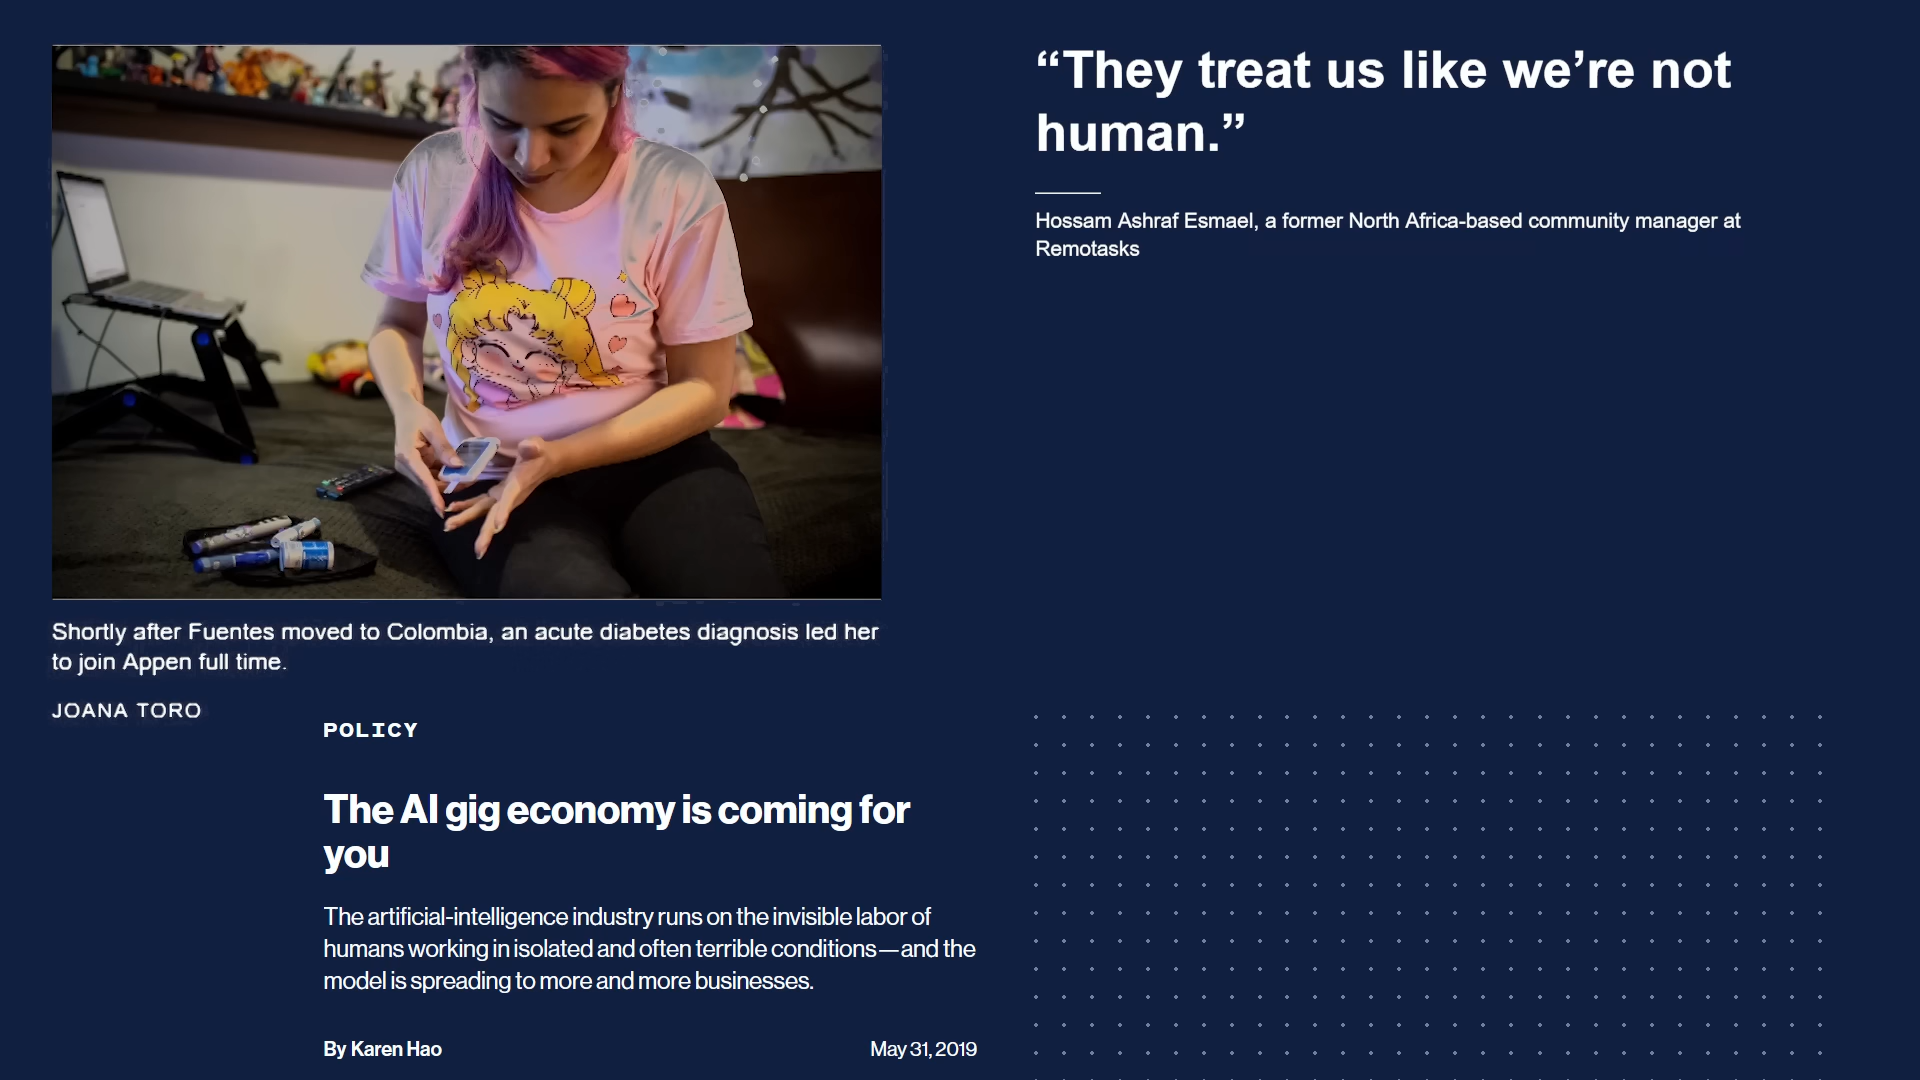 “They treat us like we’re not
human.”
Hossam Ashraf Esmael, a former North Africa-based community manager at
Remotasks
Shortly after Fuentes moved to Colombia, an acute diabetes diagnosis led her
to join Appen full time.
JOANA TORO
POLICY
The AI gig economy is coming for
you
The artificial-intelligence industry runs on the invisible labor of
humans working in isolated and often terrible conditions—and the
model is spreading to more and more businesses.
By Karen Hao
May 31, 2019